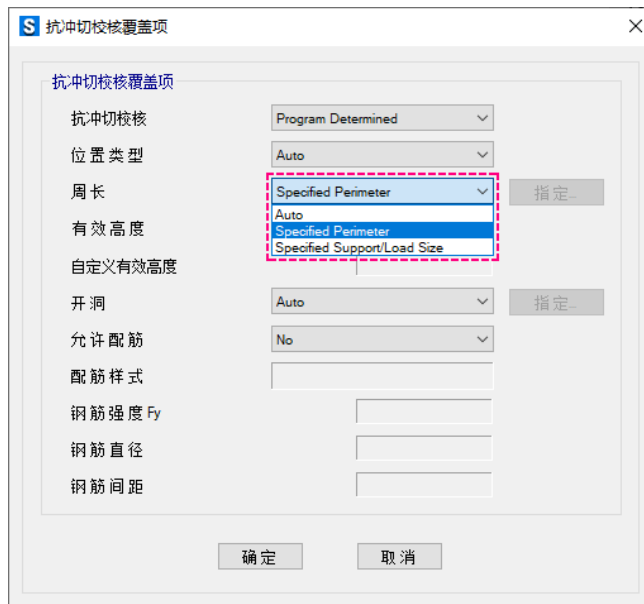 S 抗冲切校核覆盖项
抗冲切校核覆盖项
抗冲切校核 Program Determined
位置类型 Auto
周长 Specified Perimeter 指定...
Auto
有效高度 Specified Perimeter
Specified Support/Load Size
自定义有效高度
开洞 Auto 指定...
允许配筋 No
配筋样式
钢筋强度 Fy
钢筋直径
钢筋间距
确定 取消